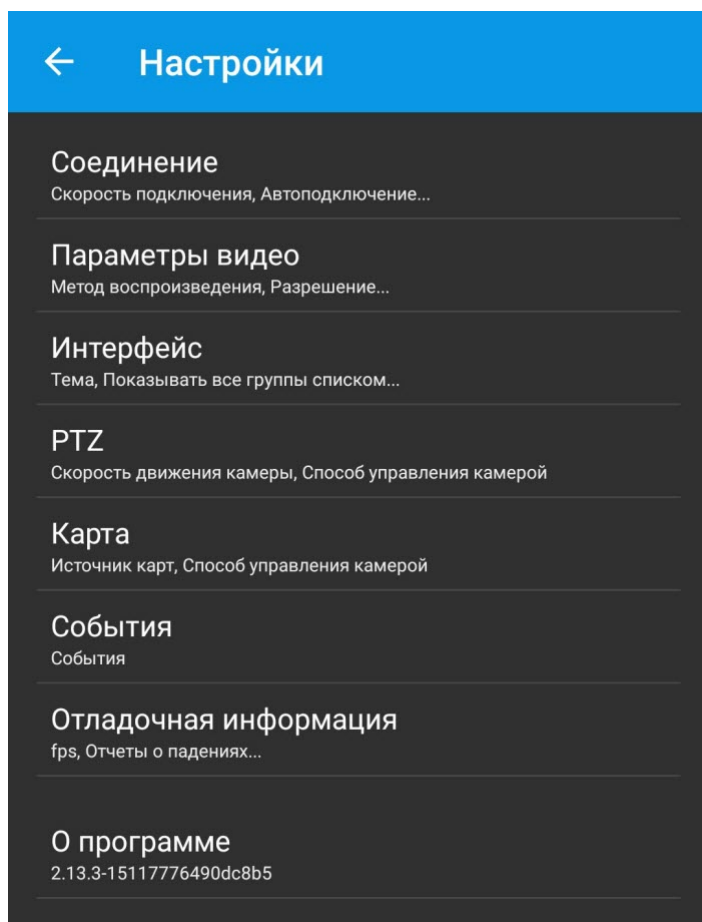 Настройки
Соединение
Скорость подключения, Автоподключение...
Параметры видео
Метод воспроизведения, Разрешение...
Интерфейс
Тема, Показывать все группы списком...
PTZ
Скорость движения камеры, Способ управления камерой
Карта
Источник карт, Способ управления камерой
События
События
Отладочная информация
fps, Отчеты о падениях...
О программе
2.13.3-15117776490dc8b5